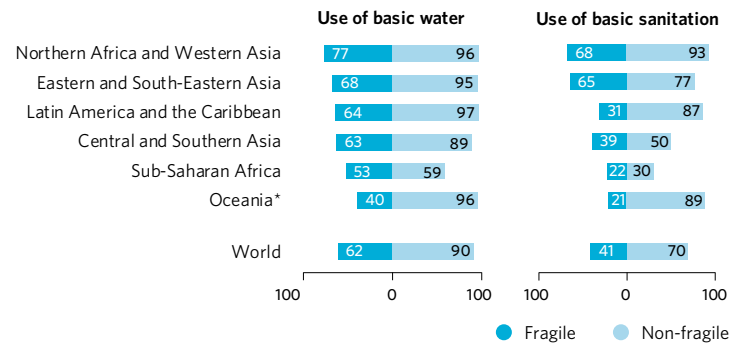 Use of basic water Use of basic sanitation
Northern Africa and Western Asia 77 96 68 93
Eastern and South-Eastern Asia 68 95 65 77
Latin America and the Caribbean 64 97 31 87
Central and Southern Asia 63 89 39 50
Sub-Saharan Africa 53 59 22 30
Oceania* 40 96 21 89
World 62 90 41 70
100 0 100 100 0 100
Fragile Non-fragile